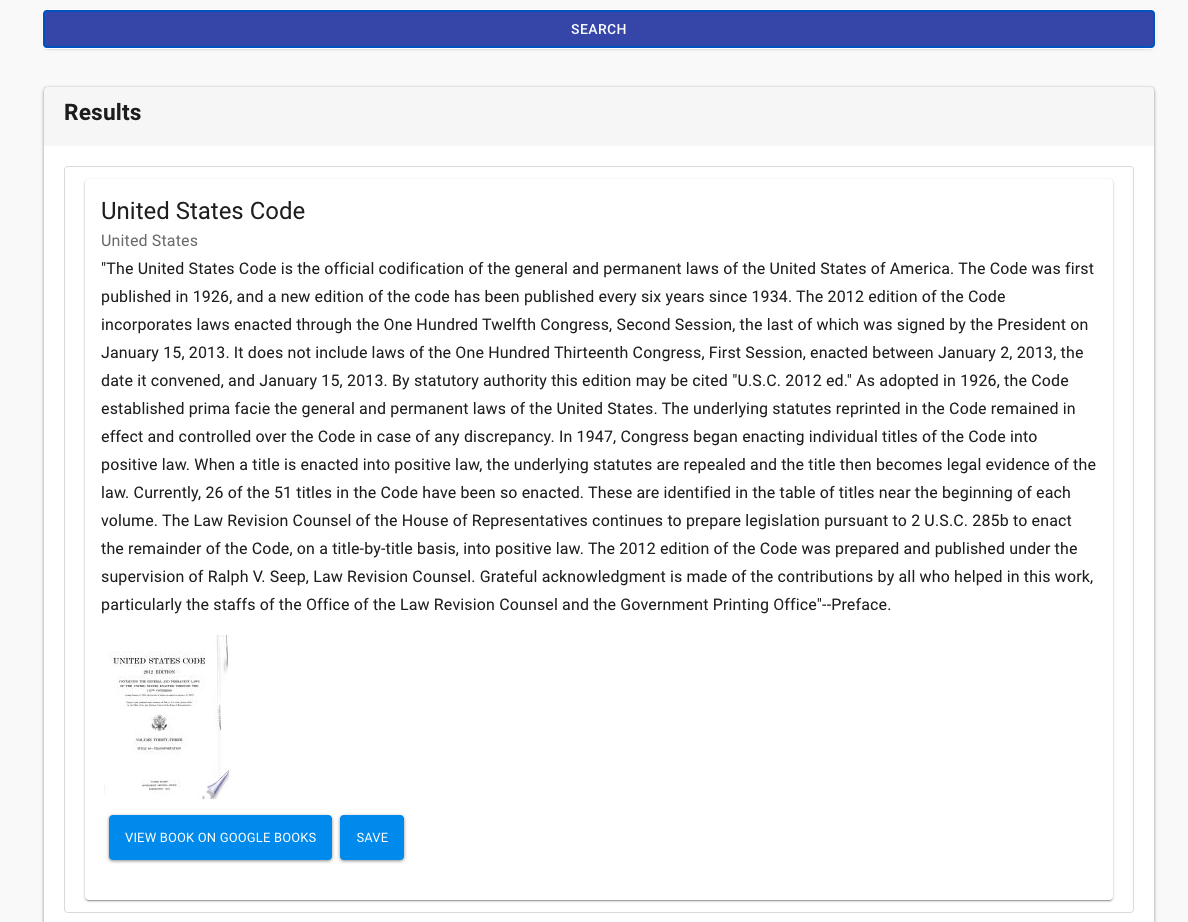 SEARCH
Results
United States Code
United States
"The United States Code is the official codification of the general and permanent laws of the United States of America. The Code was first
published in 1926, and a new edition of the code has been published every six years since 1934. The 2012 edition of the Code
incorporates laws enacted through the One Hundred Twelfth Congress, Second Session, the last of which was signed by the President on
January 15, 2013. It does not include laws of the One Hundred Thirteenth Congress, First Session, enacted between January 2, 2013, the
date it convened, and January 15, 2013. By statutory authority this edition may be cited "U.S.C. 2012 ed." As adopted in 1926, the Code
established prima facie the general and permanent laws of the United States. The underlying statutes reprinted in the Code remained in
effect and controlled over the Code in case of any discrepancy. In 1947, Congress began enacting individual titles of the Code into
positive law. When a title is enacted into positive law, the underlying statutes are repealed and the title then becomes legal evidence of the
law. Currently, 26 of the 51 titles in the Code have been so enacted. These are identified in the table of titles near the beginning of each
volume. The Law Revision Counsel of the House of Representatives continues to prepare legislation pursuant to 2 U.S.C. 285b to enact
the remainder of the Code, on a title-by-title basis, into positive law. The 2012 edition of the Code was prepared and published under the
supervision of Ralph V. Seep, Law Revision Counsel. Grateful acknowledgment is made of the contributions by all who helped in this work,
particularly the staffs of the Office of the Law Revision Counsel and the Government Printing Office"--Preface.
UNITED STATES CODE
2012 EDITION
CONTAINING THE GENERAL AND PERMANENT LAWS
OF THE UNITED STATES ENACTED THROUGH THE
112TH CONGRESS
VOLUME THIRTY-THREE
VIEW BOOK ON GOOGLE BOOKS
SAVE